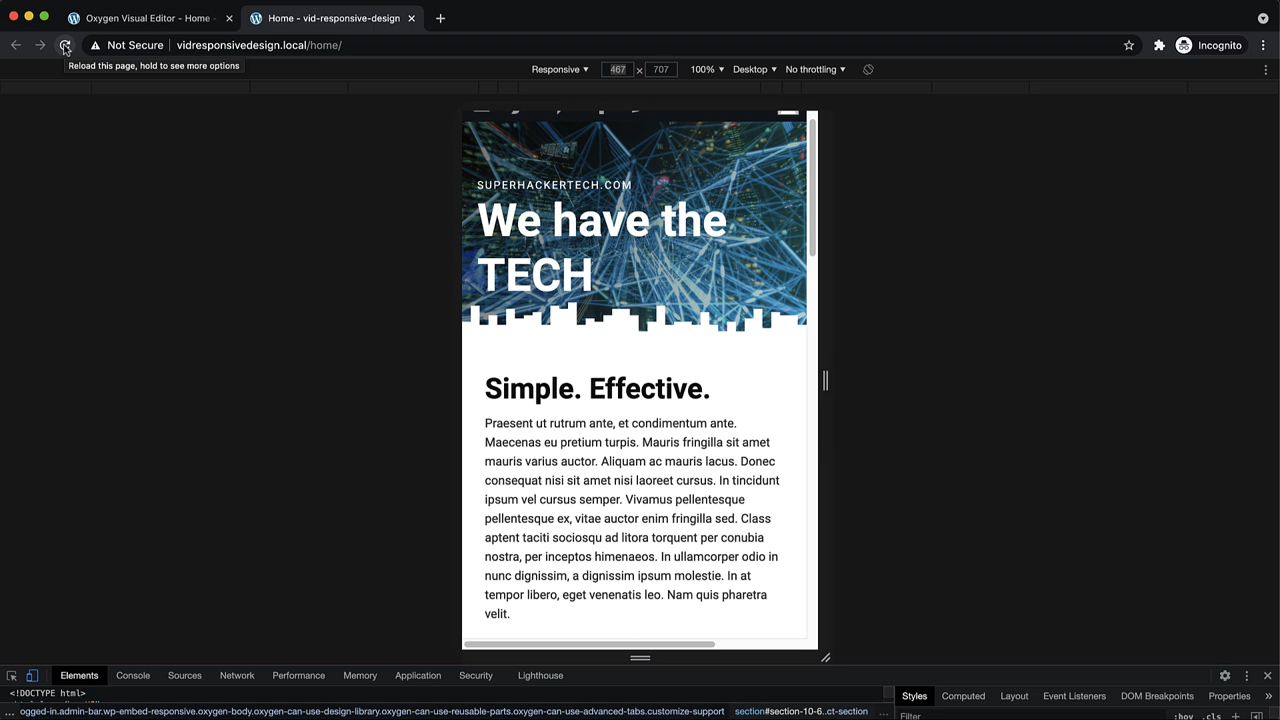 Oxygen Visual Editor - Home -
Home - vid-responsive-design
Not Secure
vidresponsivedesign.local/home/
Incognito
Reload this page, hold to see more options
Responsive
467
×
707
100%
Desktop
No throttling
SUPERHACKERTECH.COM
We have the
TECH
Simple. Effective.
Praesent ut rutrum ante, et condimentum ante.
Maecenas eu pretium turpis. Mauris fringilla sit amet
mauris varius auctor. Aliquam ac mauris lacus. Donec
consequat nisi sit amet nisi laoreet cursus. In tincidunt
ipsum vel cursus semper. Vivamus pellentesque
pellentesque ex, vitae auctor enim fringilla sed. Class
aptent taciti sociosqu ad litora torquent per conubia
nostra, per inceptos himenaeos. In ullamcorper odio in
nunc dignissim, a dignissim ipsum molestie. In at
tempor libero, eget venenatis leo. Nam quis pharetra
velit.
Elements Console Sources Network Performance Memory Application Security Lighthouse
<!DOCTYPE html>
... ogged-in.admin-bar.wp-embed-responsive.oxygen-body.oxygen-can-use-design-library.oxygen-can-use-reusable-parts.oxygen-can-use-advanced-tabs.customize-support section#section-10-6..ct-section ...
Styles Computed Layout Event Listeners DOM Breakpoints Properties »
Filter :hov .cls +